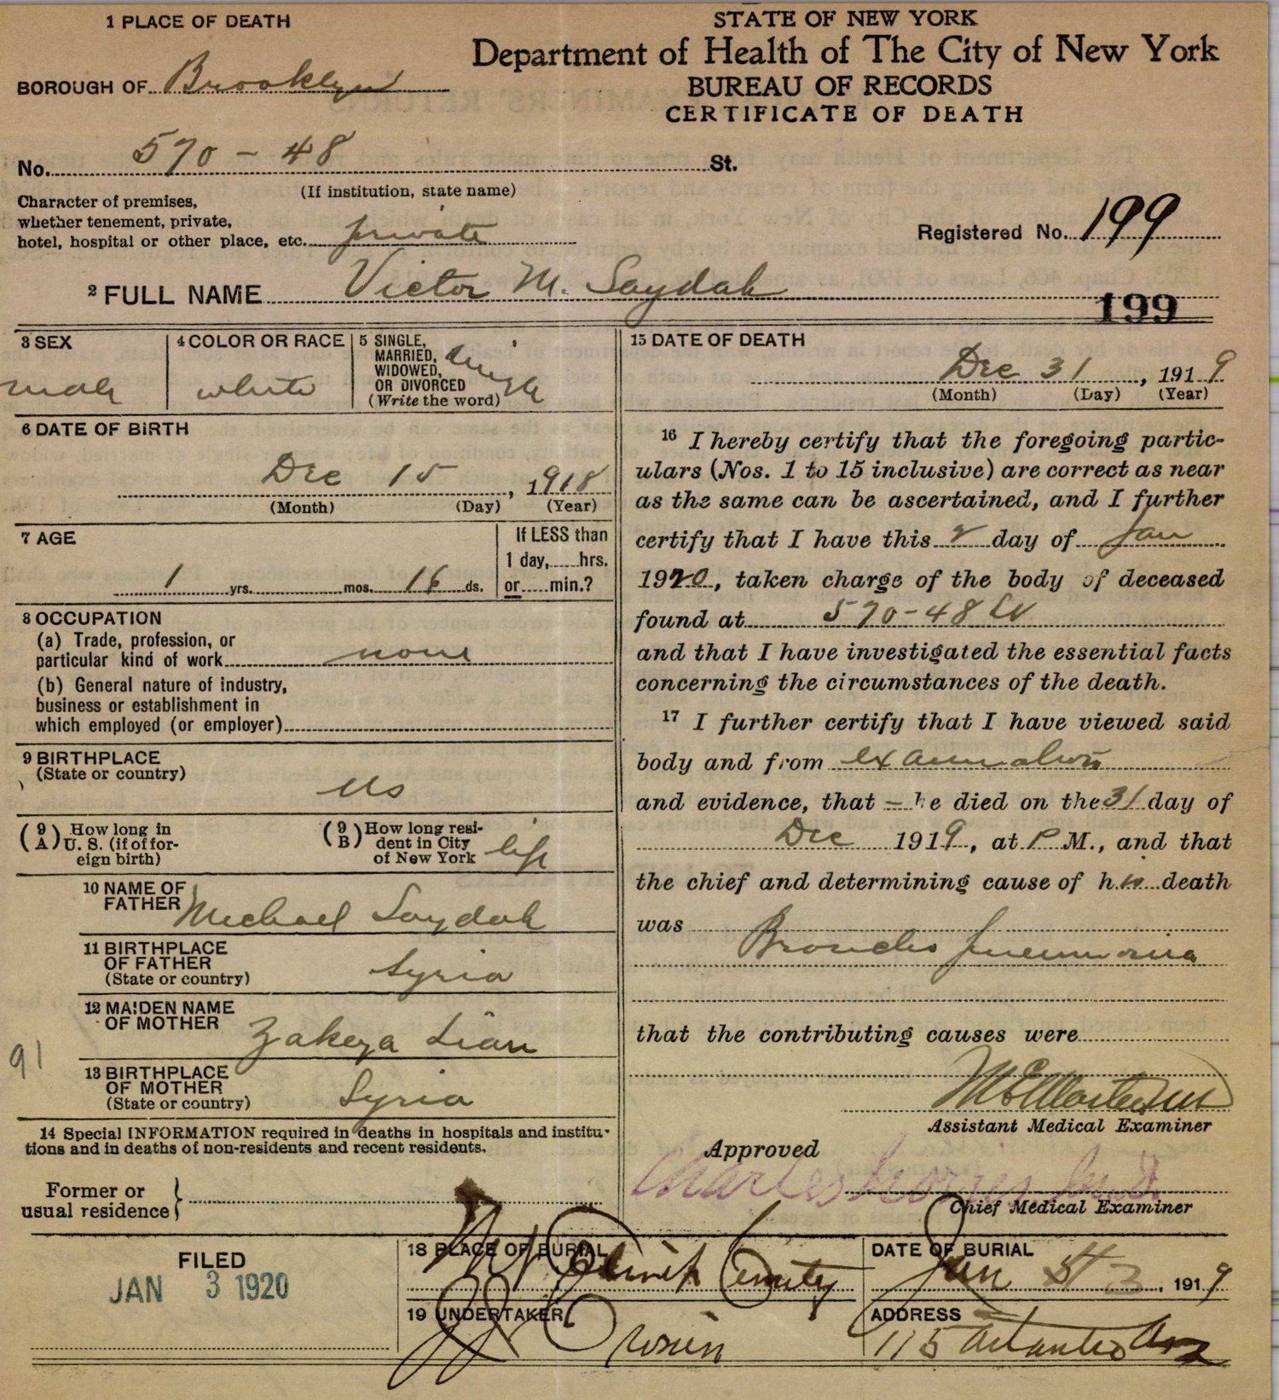 STATE OF NEW YORK
Department of Health of The City of New York
BUREAU OF RECORDS
CERTIFICATE OF DEATH
1 PLACE OF DEATH
BOROUGH OF Brooklyn
No. 570 - 48 St.
(If institution, state name)
Character of premises,
whether tenement, private,
hotel, hospital or other place, etc. private
Registered No. 199
2 FULL NAME Victor M. Saydah
199
3 SEX
male
4 COLOR OR RACE
white
5 SINGLE,
MARRIED,
WIDOWED,
OR DIVORCED
(Write the word)
single
6 DATE OF BIRTH
Dec 15, 1918
(Month) (Day) (Year)
7 AGE
1 yrs. mos. 16 ds.
If LESS than
1 day, hrs.
or min.?
8 OCCUPATION
(a) Trade, profession, or
particular kind of work none
(b) General nature of industry,
business or establishment in
which employed (or employer)
9 BIRTHPLACE
(State or country)
US
(9 A) How long in
U. S. (if of for-
eign birth)
(9 B) How long resi-
dent in City
of New York life
10 NAME OF
FATHER Michael Saydah
11 BIRTHPLACE
OF FATHER
(State or country) Syria
12 MAIDEN NAME
OF MOTHER Zakeya Lian
91
13 BIRTHPLACE
OF MOTHER
(State or country) Syria
14 Special INFORMATION required in deaths in hospitals and institu-
tions and in deaths of non-residents and recent residents.
Former or
usual residence
15 DATE OF DEATH
Dec 31, 1919
(Month) (Day) (Year)
16 I hereby certify that the foregoing partic-
ulars (Nos. 1 to 15 inclusive) are correct as near
as the same can be ascertained, and I further
certify that I have this 2 day of Jan
1920, taken charge of the body of deceased
found at 570-48 St
and that I have investigated the essential facts
concerning the circumstances of the death.
17 I further certify that I have viewed said
body and from examination
and evidence, that - he died on the 31 day of
Dec 1919, at P M., and that
the chief and determining cause of his death
was Broncho pneumonia
that the contributing causes were
Assistant Medical Examiner
Approved
Charles Norris M.D.
Chief Medical Examiner
FILED
JAN 3 1920
18 PLACE OF BURIAL
Mt Olivet Cemetery
DATE OF BURIAL
Jan 3, 1919
19 UNDERTAKER
ADDRESS
115 Atlantic Ave